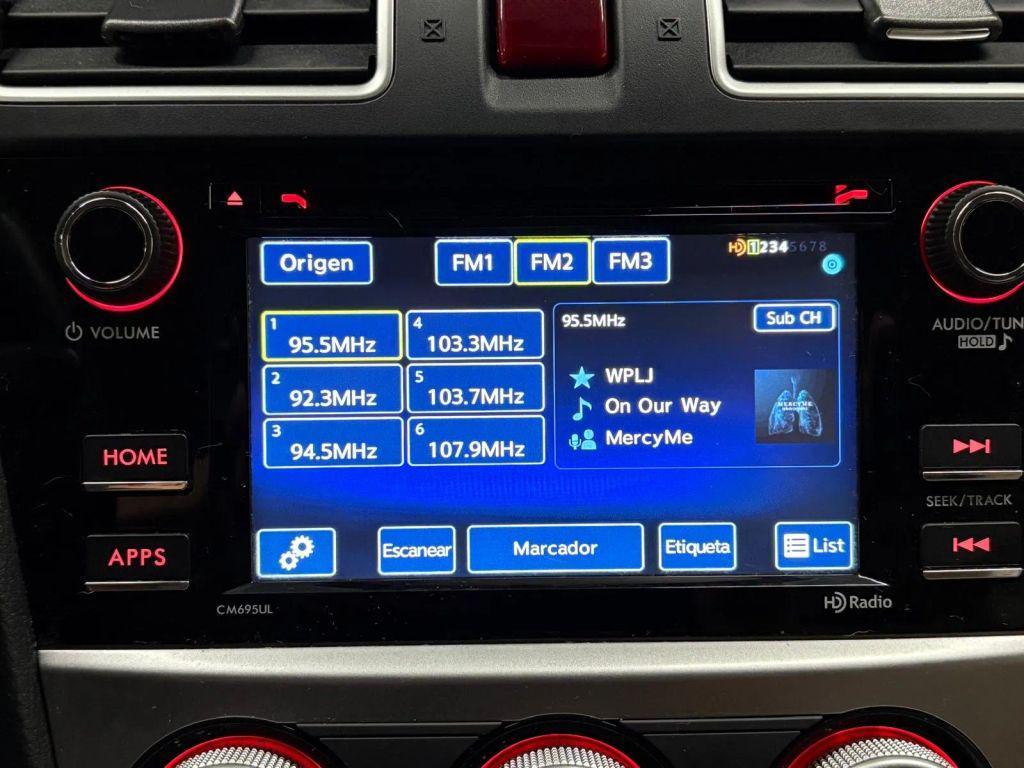 Origen
FM1
FM2
FM3
HD 12345678
1
95.5MHz
4
103.3MHz
2
92.3MHz
5
103.7MHz
3
94.5MHz
6
107.9MHz
95.5MHz
Sub CH
WPLJ
On Our Way
MercyMe
MERCYME
Escanear
Marcador
Etiqueta
List
VOLUME
HOME
APPS
AUDIO/TUN
HOLD
SEEK/TRACK
CM695UL
HD Radio